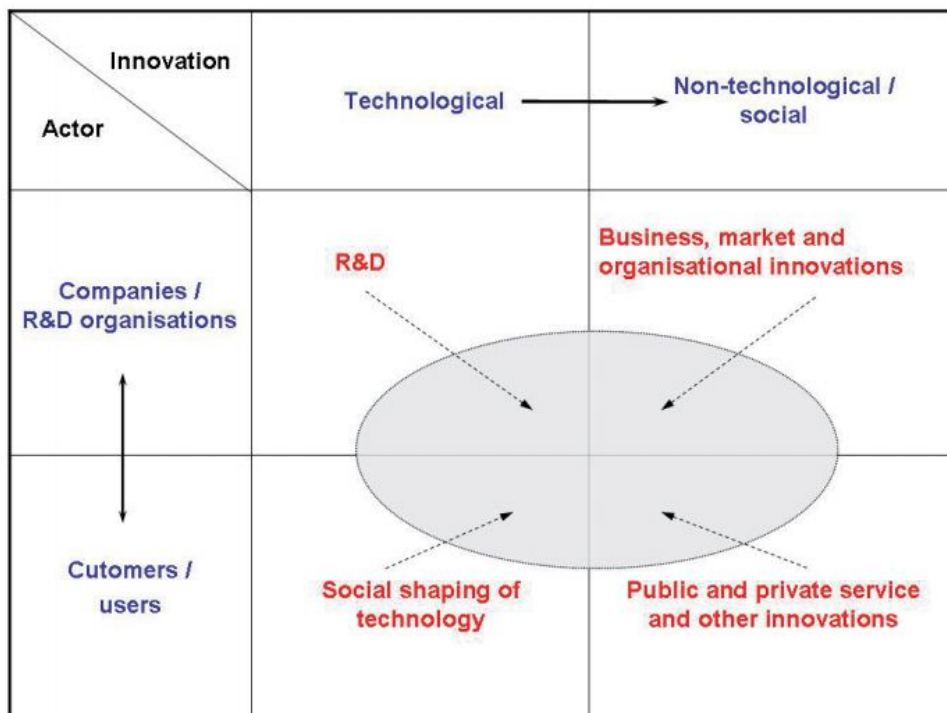 Innovation
Actor
Technological
Non-technological /
social
Companies /
R&D organisations
R&D
Business, market and
organisational innovations
Cutomers /
users
Social shaping of
technology
Public and private service
and other innovations